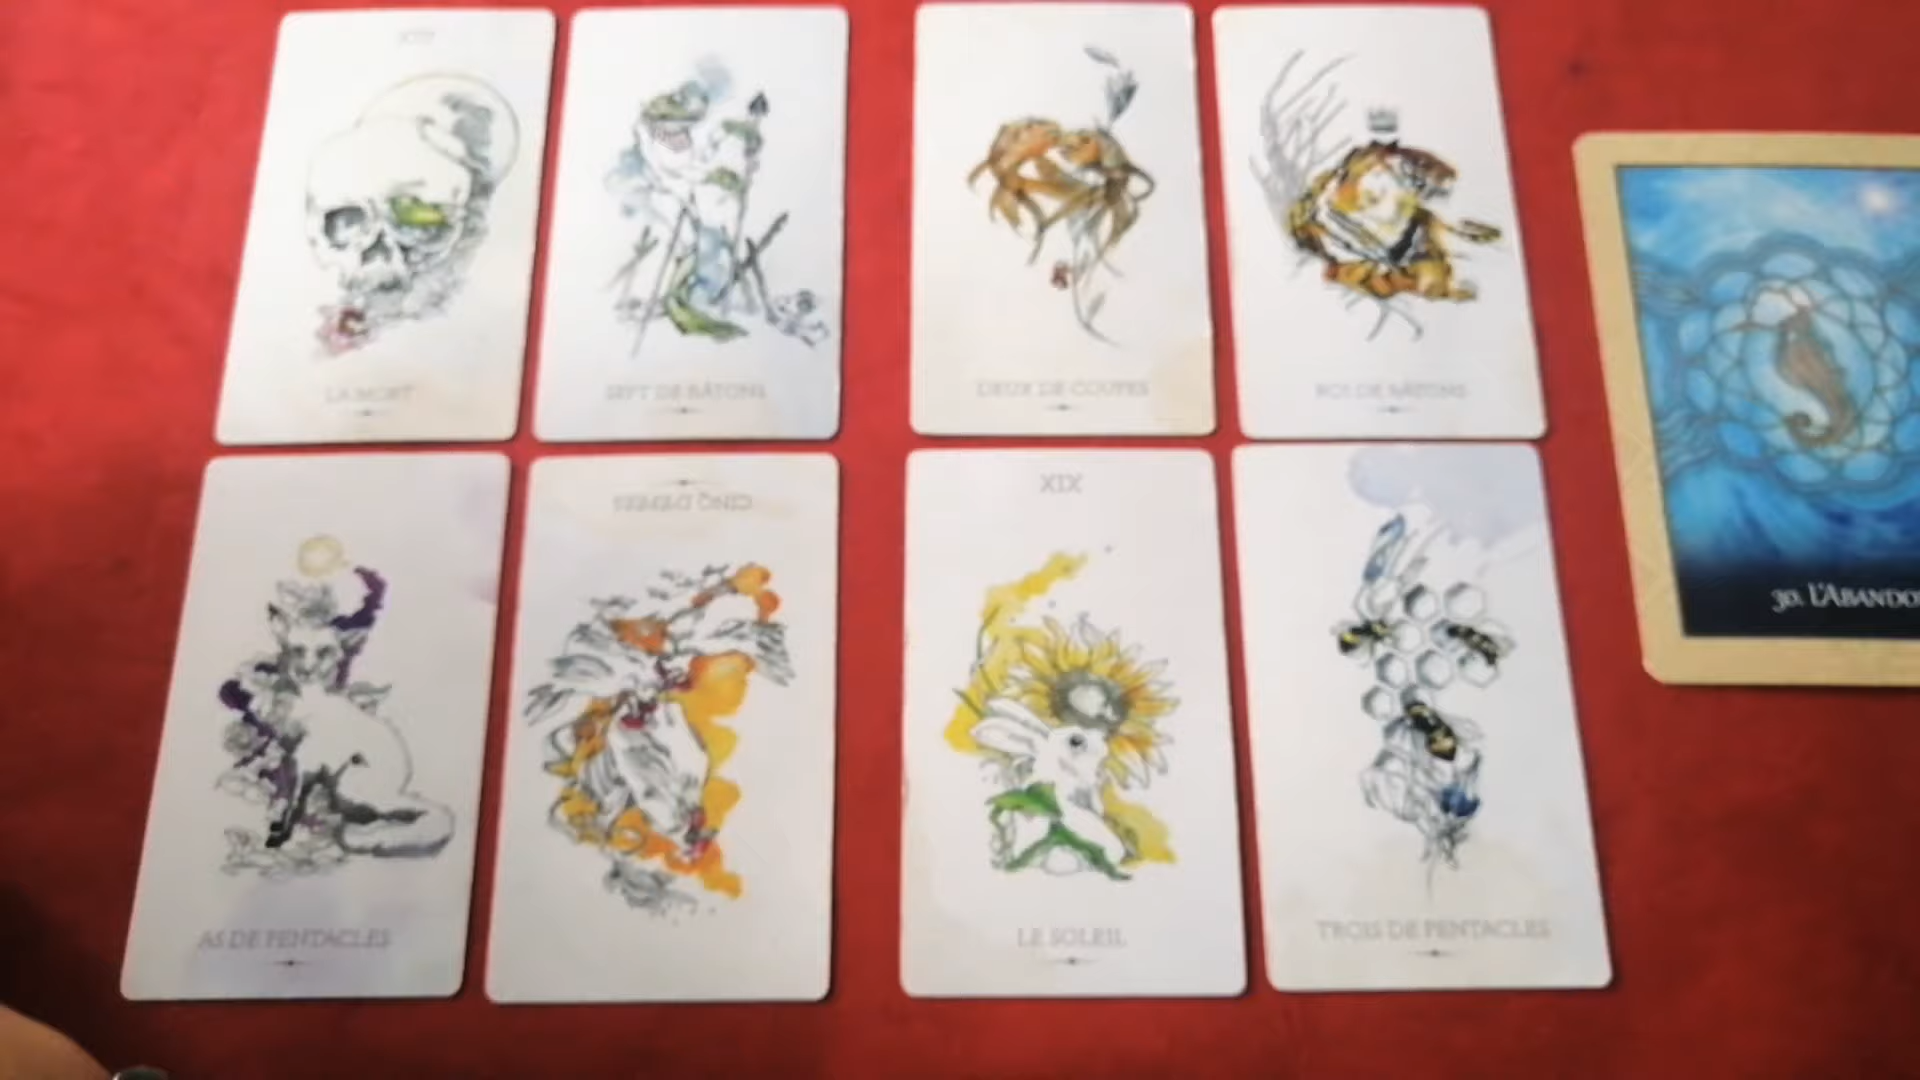 XIII
LA MORT
SEPT DE BÂTONS
DEUX DE COUPES
ROI DE BÂTONS
AS DE PENTACLES
CINQ D'ÉPÉES
XIX
LE SOLEIL
TROIS DE PENTACLES
30. L'ABANDO